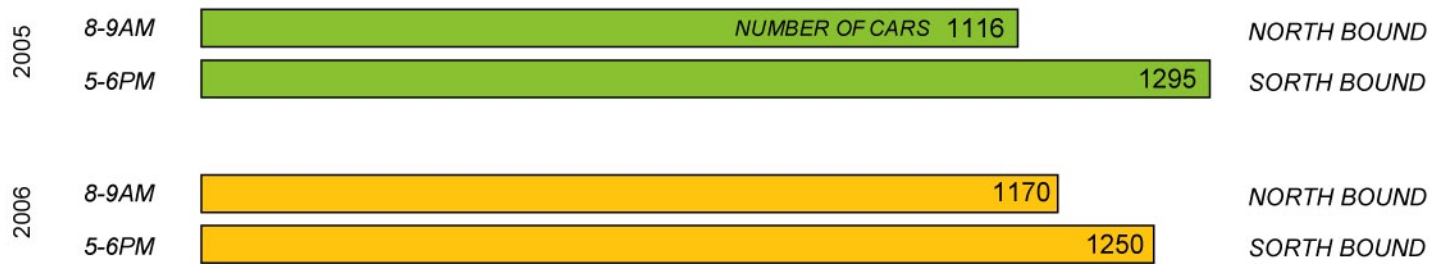 2005
8-9AM NUMBER OF CARS 1116 NORTH BOUND
5-6PM 1295 SORTH BOUND
2006
8-9AM 1170 NORTH BOUND
5-6PM 1250 SORTH BOUND